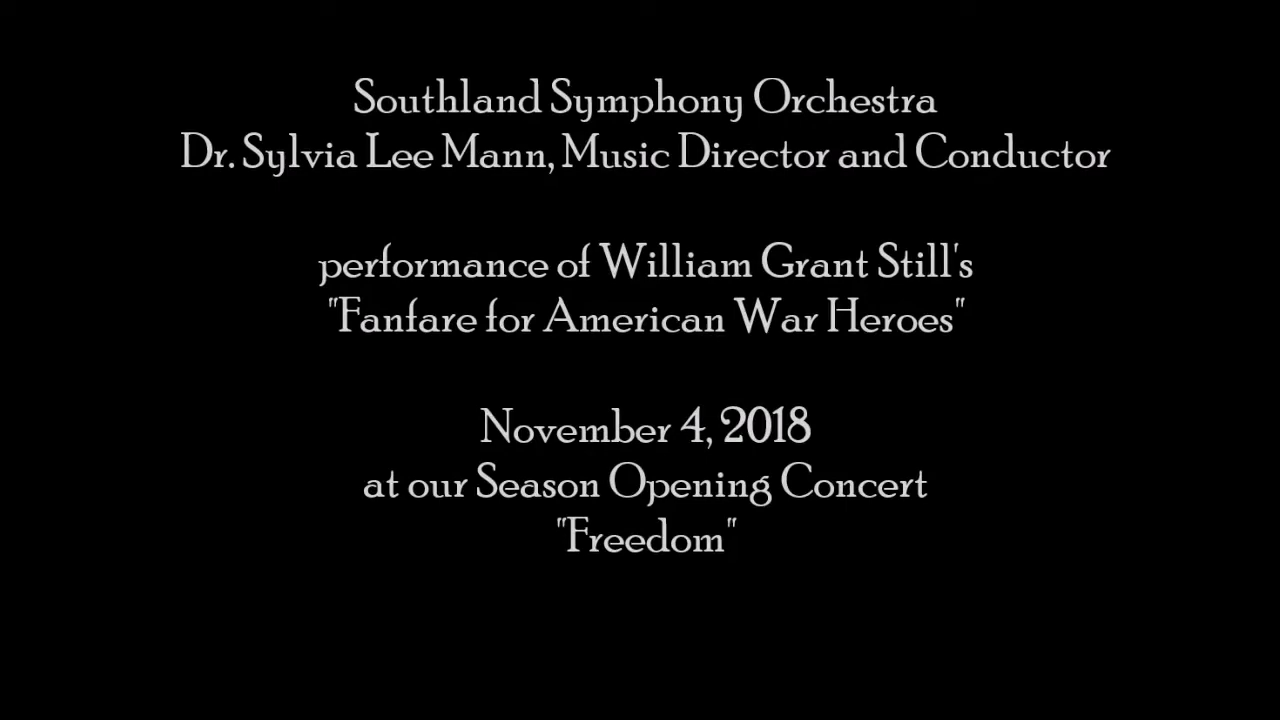 Southland Symphony Orchestra
Dr. Sylvia Lee Mann, Music Director and Conductor
performance of William Grant Still's
"Fanfare for American War Heroes"
November 4, 2018
at our Season Opening Concert
"Freedom"